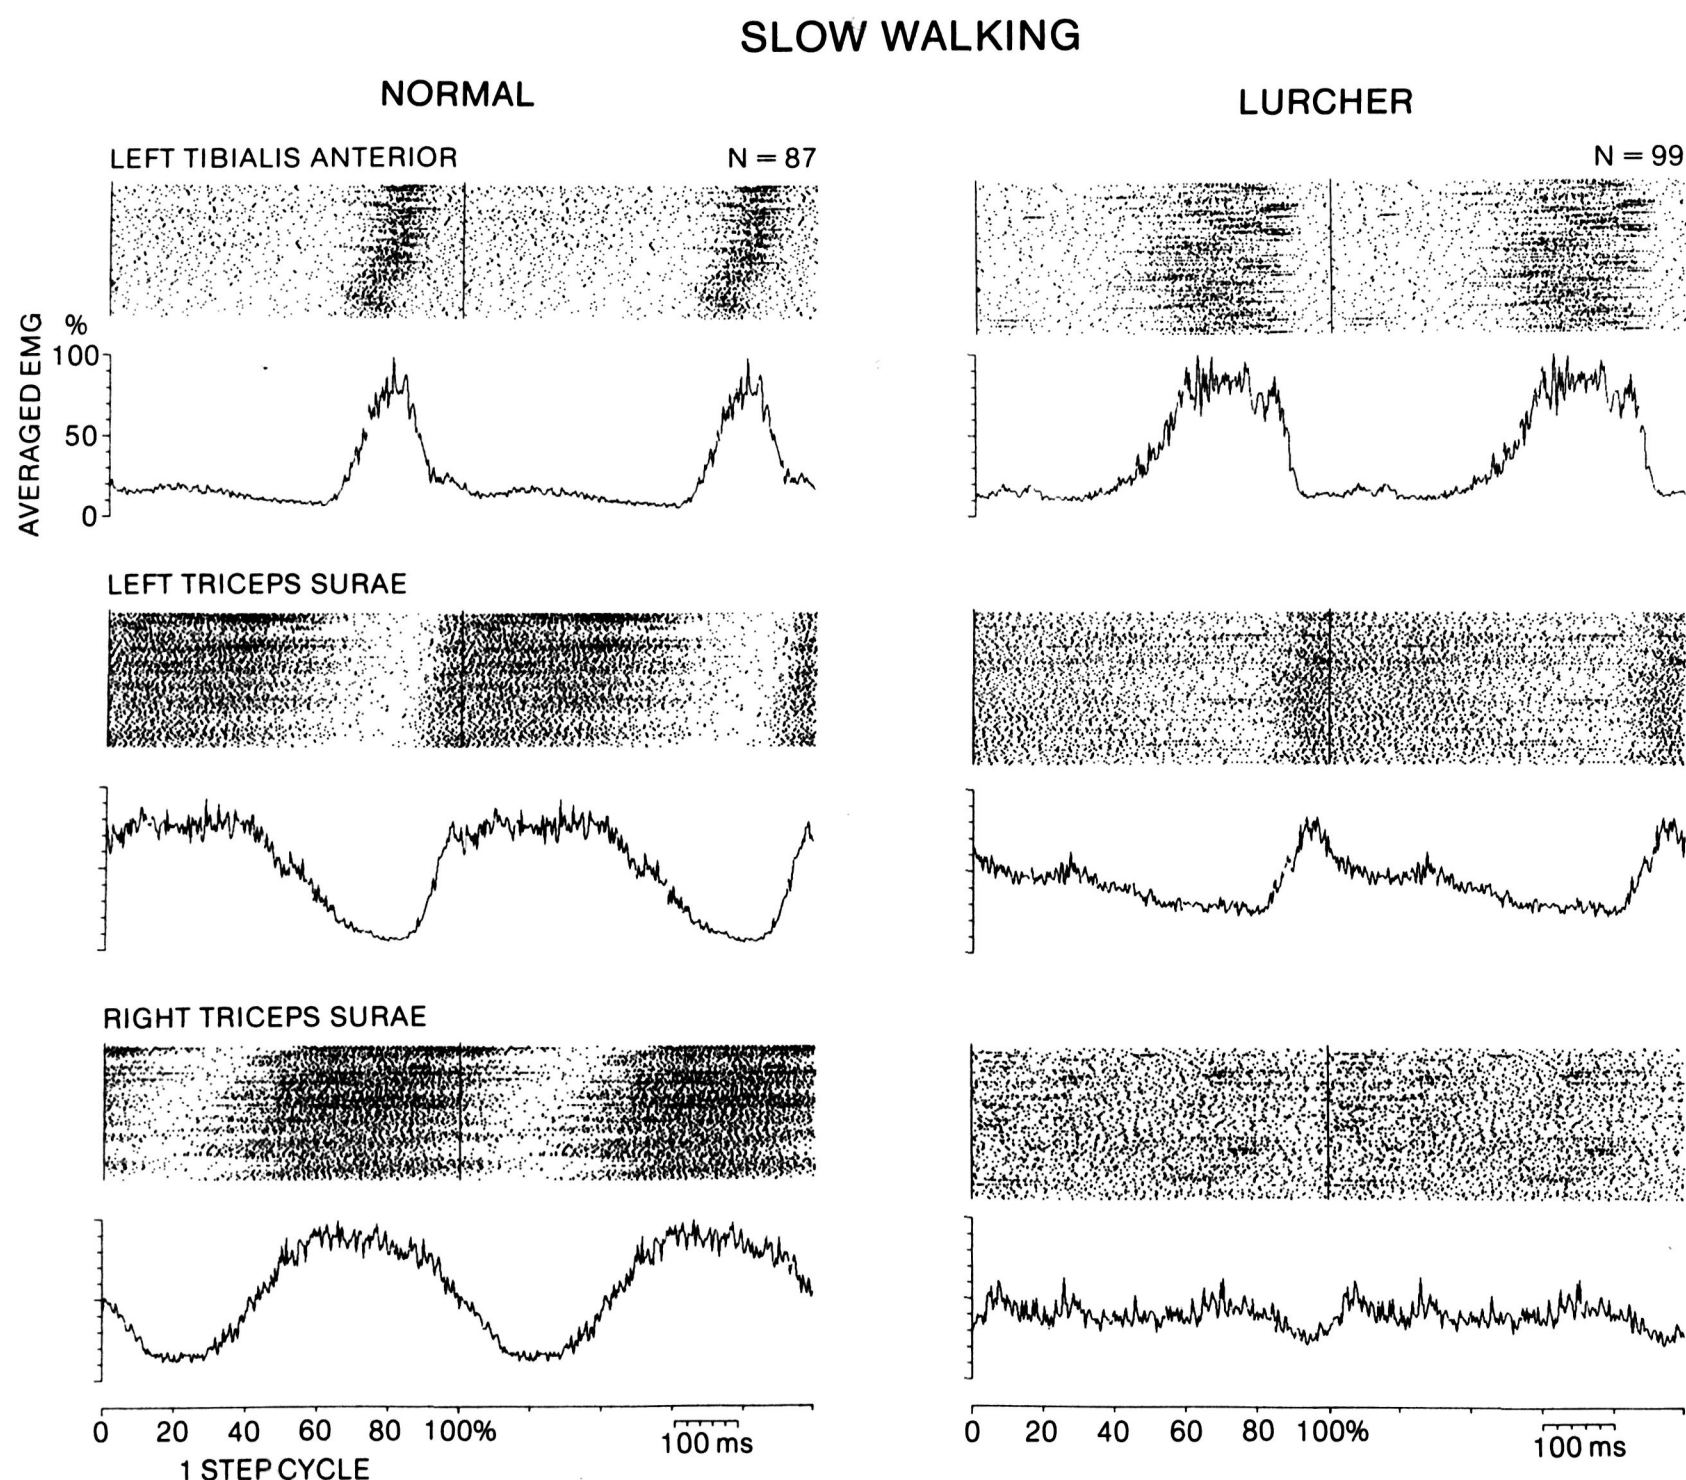 SLOW WALKING
NORMAL
LURCHER
LEFT TIBIALIS ANTERIOR
N = 87
N = 99
AVERAGED EMG
%
100
50
0
LEFT TRICEPS SURAE
RIGHT TRICEPS SURAE
0 20 40 60 80 100%
100 ms
1 STEP CYCLE
0 20 40 60 80 100%
100 ms